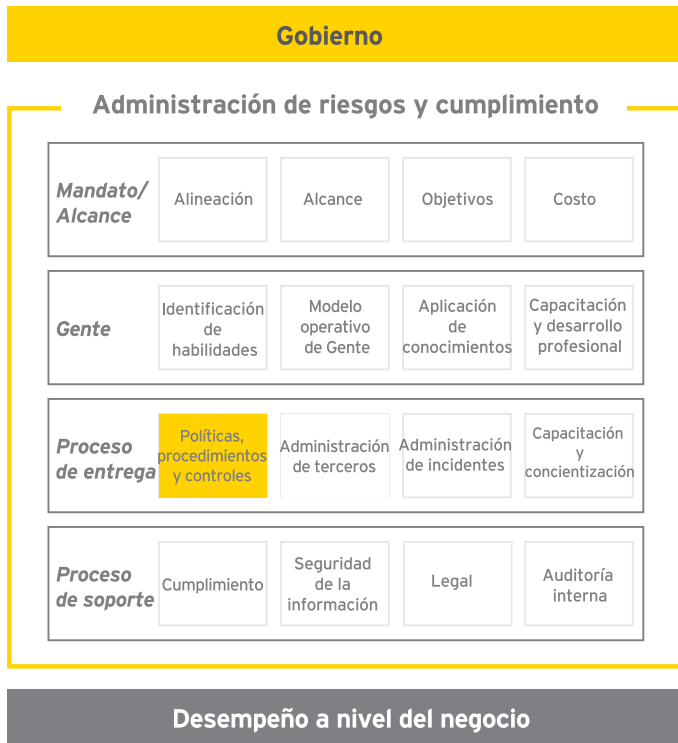 Gobierno
Administración de riesgos y cumplimiento
Mandato/
Alcance
Alineación
Alcance
Objetivos
Costo
Gente
Identificación
de
habilidades
Modelo
operativo
de Gente
Aplicación
de
conocimientos
Capacitación
y desarrollo
profesional
Proceso
de entrega
Políticas,
procedimientos
y controles
Administración
de terceros
Administración
de incidentes
Capacitación
y
concientización
Proceso
de soporte
Cumplimiento
Seguridad
de la
información
Legal
Auditoría
interna
Desempeño a nivel del negocio